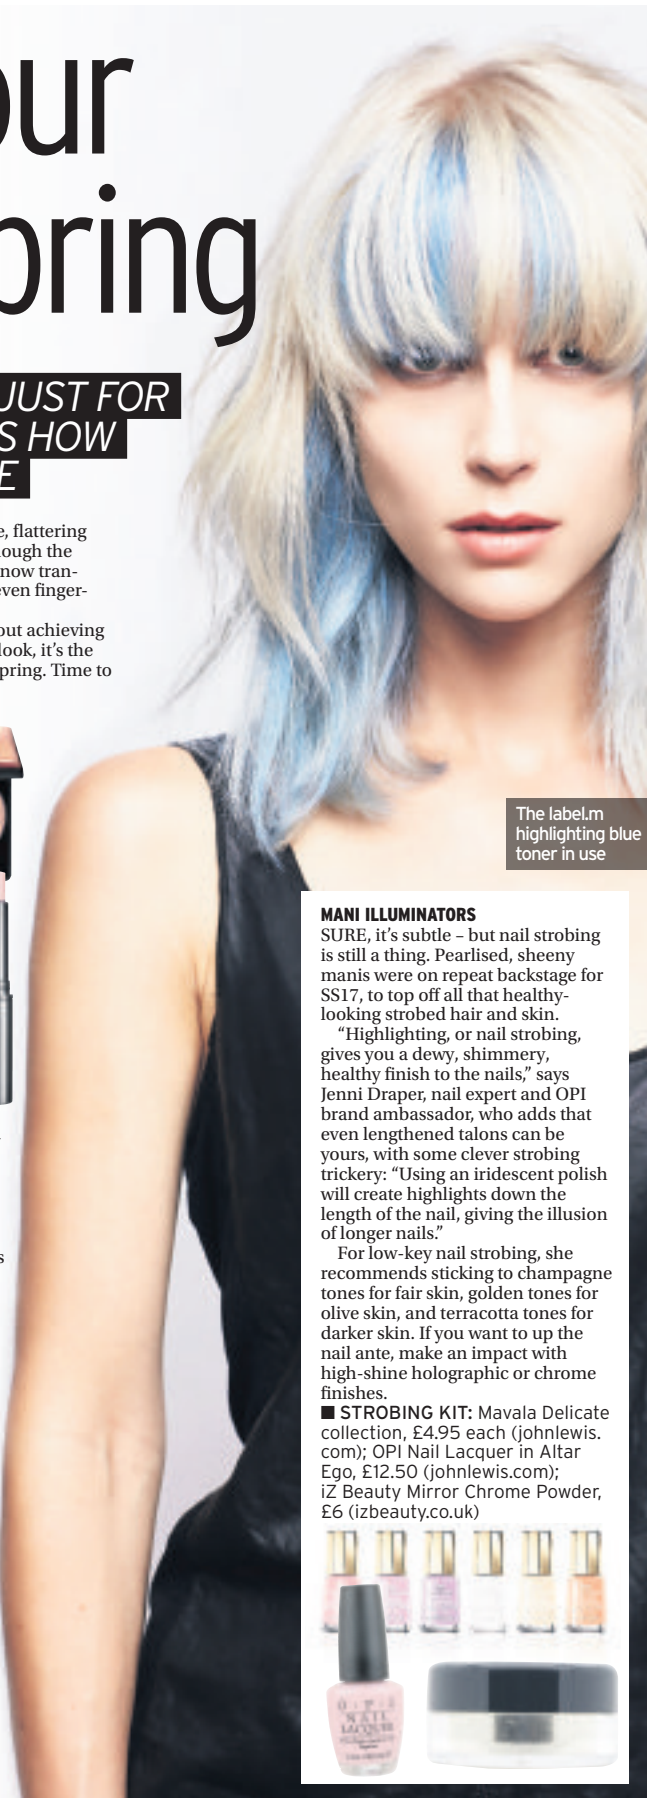 our
pring
JUST FOR
S HOW
E
e, flattering
ough the
now tran-
even finger-
out achieving
look, it's the
pring. Time to
s
The label.m
highlighting blue
toner in use
MANI ILLUMINATORS
SURE, it's subtle – but nail strobing
is still a thing. Pearlised, sheeny
manis were on repeat backstage for
SS17, to top off all that healthy-
looking strobed hair and skin.
“Highlighting, or nail strobing,
gives you a dewy, shimmery,
healthy finish to the nails,” says
Jenni Draper, nail expert and OPI
brand ambassador, who adds that
even lengthened talons can be
yours, with some clever strobing
trickery: “Using an iridescent polish
will create highlights down the
length of the nail, giving the illusion
of longer nails.”
For low-key nail strobing, she
recommends sticking to champagne
tones for fair skin, golden tones for
olive skin, and terracotta tones for
darker skin. If you want to up the
nail ante, make an impact with
high-shine holographic or chrome
finishes.
■ STROBING KIT: Mavala Delicate
collection, £4.95 each (johnlewis.
com); OPI Nail Lacquer in Altar
Ego, £12.50 (johnlewis.com);
iZ Beauty Mirror Chrome Powder,
£6 (izbeauty.co.uk)
O·P·I
NAIL
LACQUER